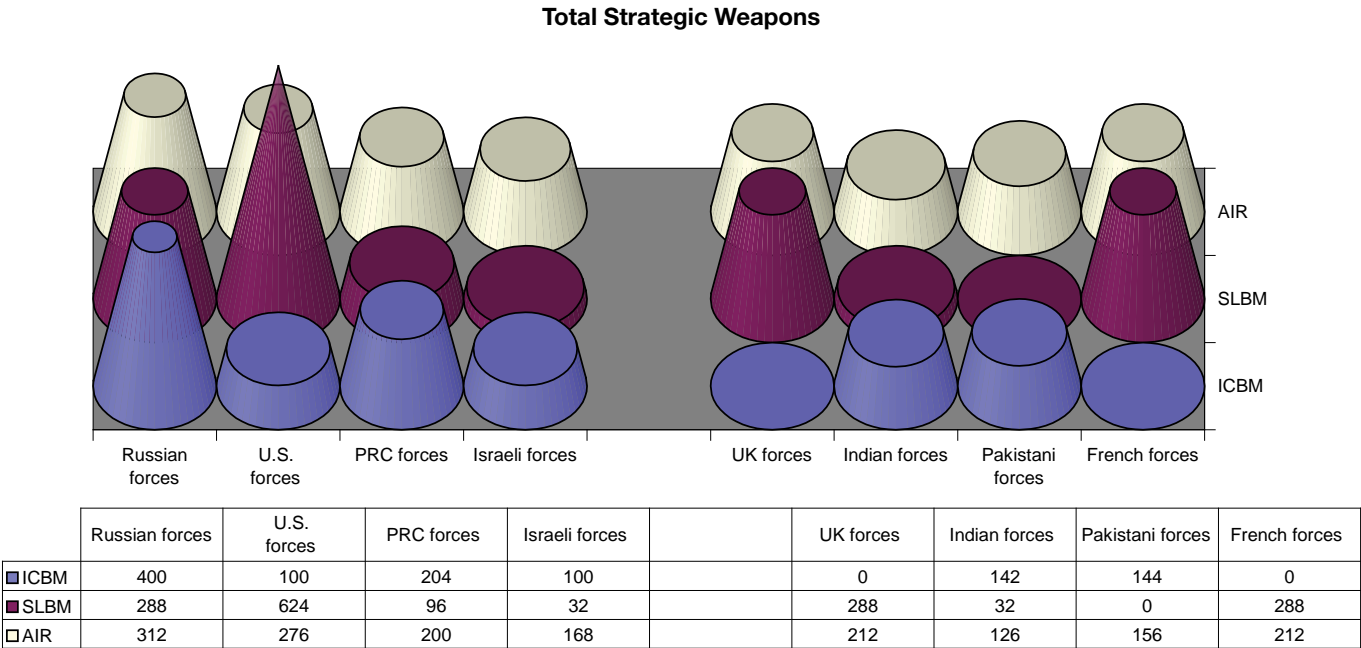 Total Strategic Weapons
AIR
SLBM
ICBM
Russian forces
U.S. forces
PRC forces
Israeli forces
UK forces
Indian forces
Pakistani forces
French forces
Russian forces U.S. forces PRC forces Israeli forces UK forces Indian forces Pakistani forces French forces
ICBM 400 100 204 100 0 142 144 0
SLBM 288 624 96 32 288 32 0 288
AIR 312 276 200 168 212 126 156 212